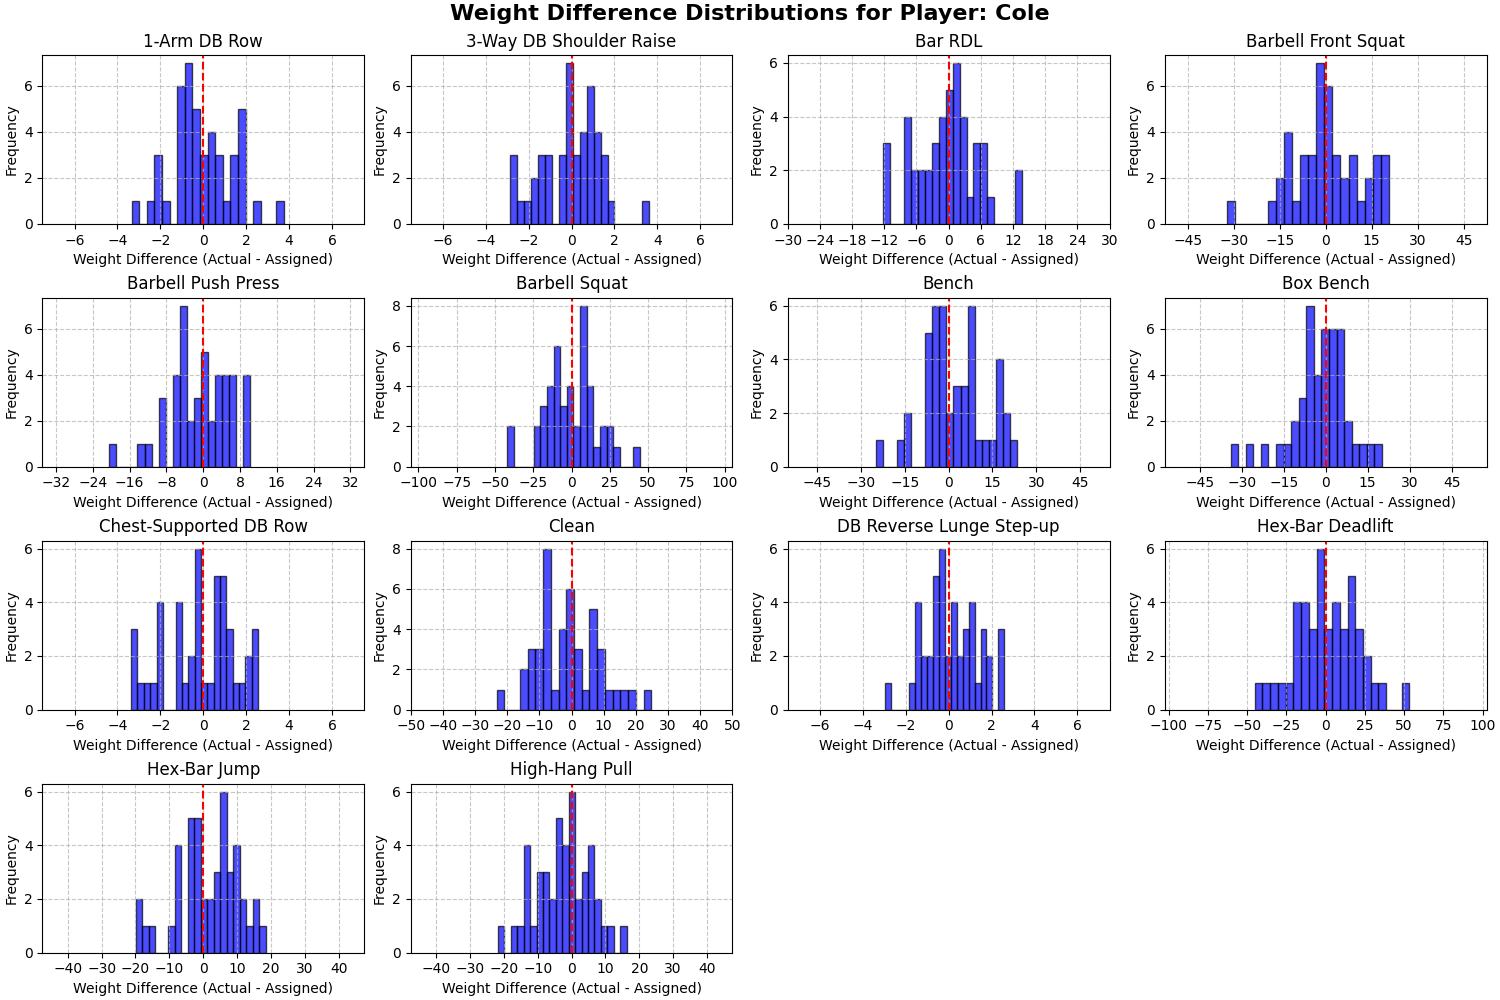 Weight Difference Distributions for Player: Cole
1-Arm DB Row
Frequency
6
4
2
0
−6 −4 −2 0 2 4 6
Weight Difference (Actual - Assigned)
3-Way DB Shoulder Raise
Frequency
6
4
2
0
−6 −4 −2 0 2 4 6
Weight Difference (Actual - Assigned)
Bar RDL
Frequency
6
4
2
0
−30 −24 −18 −12 −6 0 6 12 18 24 30
Weight Difference (Actual - Assigned)
Barbell Front Squat
Frequency
6
4
2
0
−45 −30 −15 0 15 30 45
Weight Difference (Actual - Assigned)
Barbell Push Press
Frequency
6
4
2
0
−32 −24 −16 −8 0 8 16 24 32
Weight Difference (Actual - Assigned)
Barbell Squat
Frequency
8
6
4
2
0
−100 −75 −50 −25 0 25 50 75 100
Weight Difference (Actual - Assigned)
Bench
Frequency
6
4
2
0
−45 −30 −15 0 15 30 45
Weight Difference (Actual - Assigned)
Box Bench
Frequency
6
4
2
0
−45 −30 −15 0 15 30 45
Weight Difference (Actual - Assigned)
Chest-Supported DB Row
Frequency
6
4
2
0
−6 −4 −2 0 2 4 6
Weight Difference (Actual - Assigned)
Clean
Frequency
8
6
4
2
0
−50 −40 −30 −20 −10 0 10 20 30 40 50
Weight Difference (Actual - Assigned)
DB Reverse Lunge Step-up
Frequency
6
4
2
0
−6 −4 −2 0 2 4 6
Weight Difference (Actual - Assigned)
Hex-Bar Deadlift
Frequency
6
4
2
0
−100 −75 −50 −25 0 25 50 75 100
Weight Difference (Actual - Assigned)
Hex-Bar Jump
Frequency
6
4
2
0
−40 −30 −20 −10 0 10 20 30 40
Weight Difference (Actual - Assigned)
High-Hang Pull
Frequency
6
4
2
0
−40 −30 −20 −10 0 10 20 30 40
Weight Difference (Actual - Assigned)